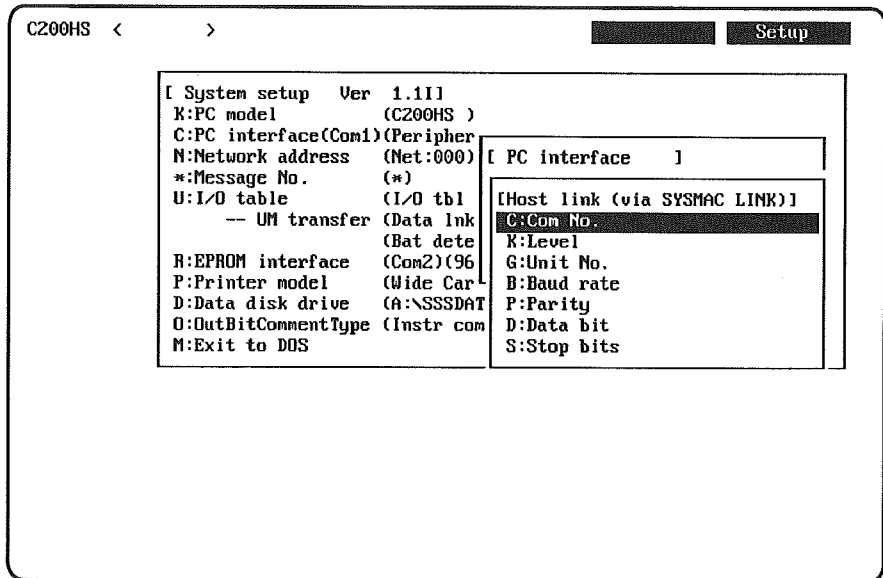 C200HS < > Setup
[ System setup Ver 1.1I]
K:PC model (C200HS )
C:PC interface(Com1)(Peripher
N:Network address (Net:000)
*:Message No. (*)
U:I/O table (I/O tbl
-- UM transfer (Data lnk
(Bat dete
R:EPROM interface (Com2)(96
P:Printer model (Wide Car
D:Data disk drive (A:\SSSDAT
O:OutBitCommentType (Instr com
M:Exit to DOS
[ PC interface ]
[Host link (via SYSMAC LINK)]
C:Com No.
K:Level
G:Unit No.
B:Baud rate
P:Parity
D:Data bit
S:Stop bits